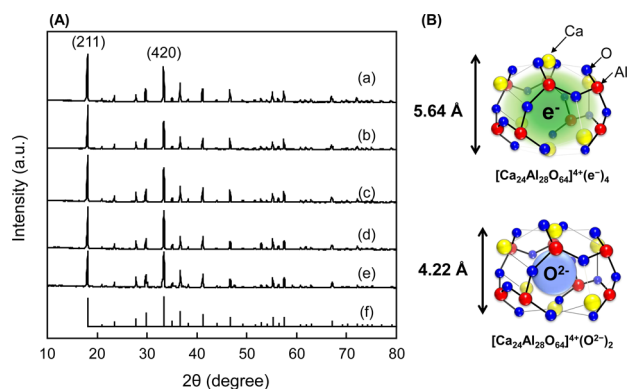 (A)
(211)
(420)
(a)
(b)
(c)
(d)
(e)
(f)
Intensity (a.u.)
10 20 30 40 50 60 70 80
2θ (degree)
(B)
Ca
O
Al
5.64 Å
e⁻
[Ca₂₄Al₂₈O₆₄]⁴⁺(e⁻)₄
4.22 Å
O²⁻
[Ca₂₄Al₂₈O₆₄]⁴⁺(O²⁻)₂